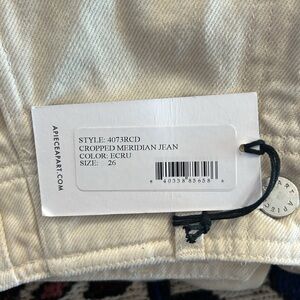 APIECEAPART.COM
STYLE: 4073RCD
CROPPED MERIDIAN JEAN
COLOR: ECRU
SIZE: 26